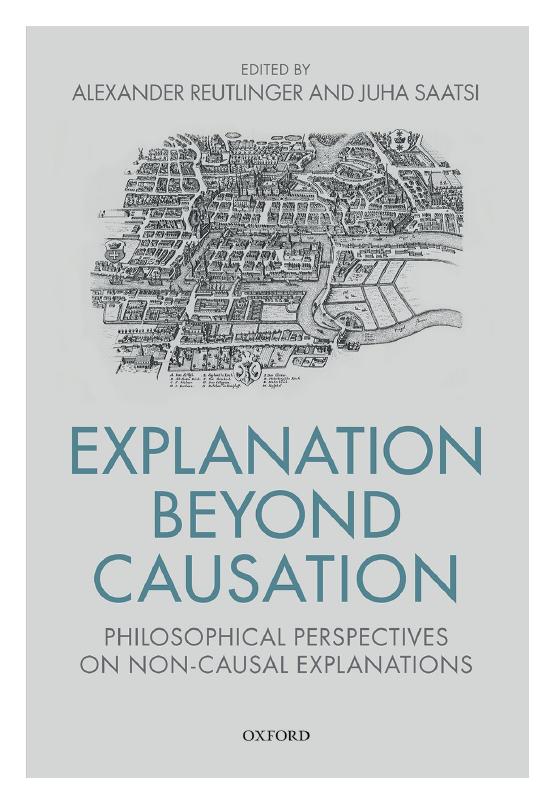 EDITED BY
ALEXANDER REUTLINGER AND JUHA SAATSI
EXPLANATION
BEYOND
CAUSATION
PHILOSOPHICAL PERSPECTIVES
ON NON-CAUSAL EXPLANATIONS
OXFORD